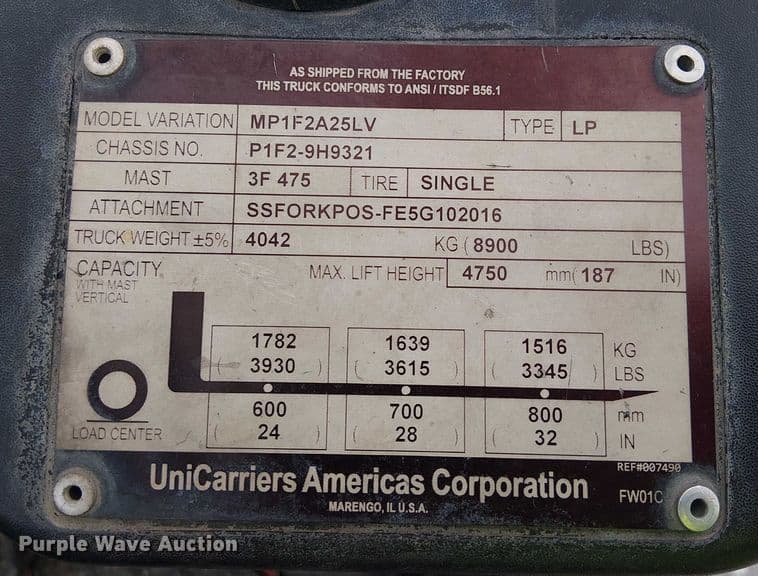 AS SHIPPED FROM THE FACTORY
THIS TRUCK CONFORMS TO ANSI / ITSDF B56.1
MODEL VARIATION MP1F2A25LV TYPE LP
CHASSIS NO. P1F2-9H9321
MAST 3F 475 TIRE SINGLE
ATTACHMENT SSFORKPOS-FE5G102016
TRUCK WEIGHT ±5% 4042 KG ( 8900 LBS)
CAPACITY MAX. LIFT HEIGHT 4750 mm( 187 IN)
WITH MAST
VERTICAL
1782 1639 1516 KG
( 3930 ) ( 3615 ) ( 3345 ) LBS
600 700 800 mm
LOAD CENTER ( 24 ) ( 28 ) ( 32 ) IN
REF#007490
UniCarriers Americas Corporation FW01C
MARENGO, IL U.S.A.
Purple Wave Auction